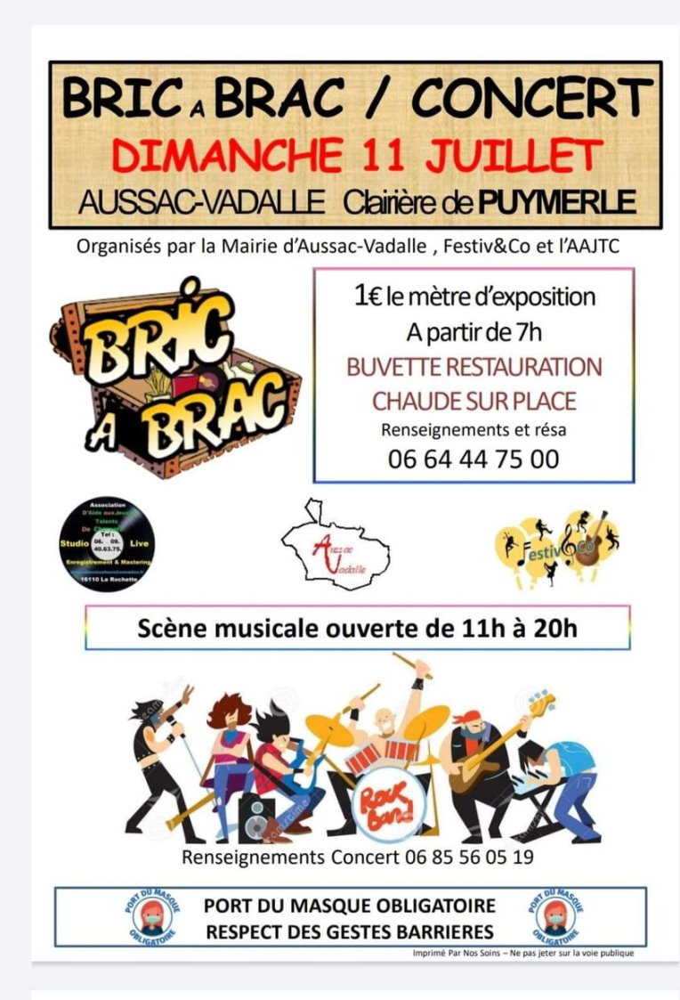 BRIC A BRAC / CONCERT
DIMANCHE 11 JUILLET
AUSSAC-VADALLE Clairière de PUYMERLE
Organisés par la Mairie d'Aussac-Vadalle , Festiv&Co et l'AAJTC
BRIC
A BRAC
1€ le mètre d'exposition
A partir de 7h
BUVETTE RESTAURATION
CHAUDE SUR PLACE
Renseignements et résa
06 64 44 75 00
Association
D'Aide aux Jeunes
Talents
De
Tel :
Studio 06. 09. Live
40.63.75.
Enregistrement & Mastering
16110 La Rochette
Aussac
Vadalle
Festiv&Co
Scène musicale ouverte de 11h à 20h
Rock
Band
Renseignements Concert 06 85 56 05 19
PORT DU MASQUE
OBLIGATOIRE
PORT DU MASQUE OBLIGATOIRE
RESPECT DES GESTES BARRIERES
PORT DU MASQUE
OBLIGATOIRE
Imprimé Par Nos Soins – Ne pas jeter sur la voie publique